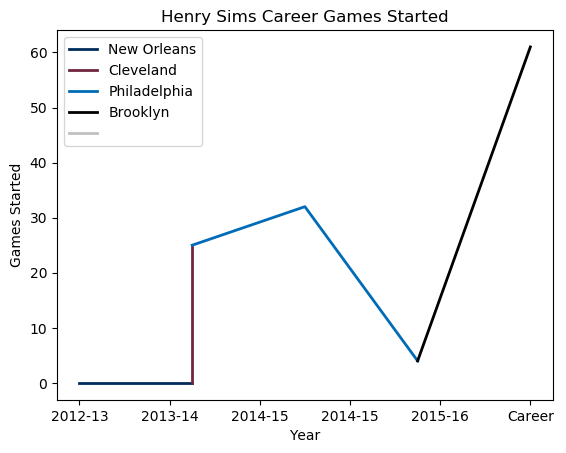 Henry Sims Career Games Started
New Orleans
Cleveland
Philadelphia
Brooklyn
60
50
40
30
20
10
0
Games Started
2012-13 2013-14 2014-15 2014-15 2015-16 Career
Year